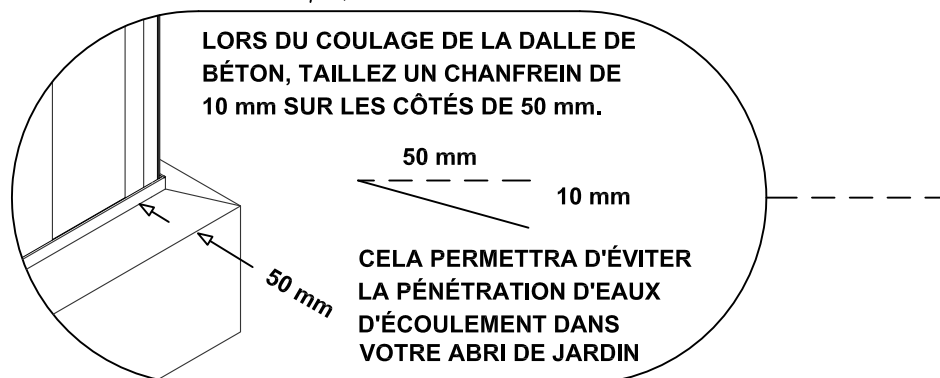 LORS DU COULAGE DE LA DALLE DE
BÉTON, TAILLEZ UN CHANFREIN DE
10 mm SUR LES CÔTÉS DE 50 mm.
50 mm
10 mm
50 mm
CELA PERMETTRA D'ÉVITER
LA PÉNÉTRATION D'EAUX
D'ÉCOULEMENT DANS
VOTRE ABRI DE JARDIN